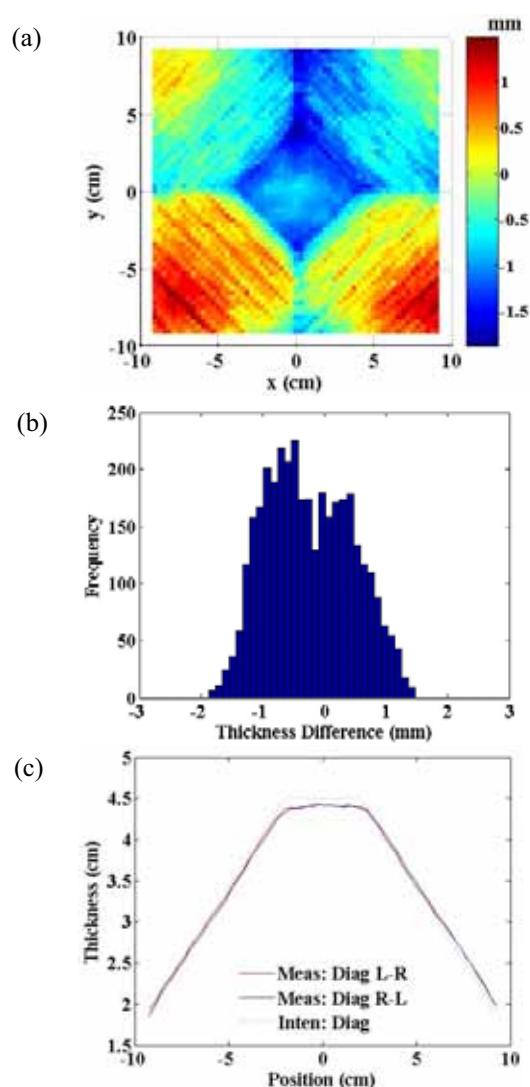 (a)
mm
10
5
0
-5
-10
y (cm)
-10 -5 0 5 10
x (cm)
1
0.5
0
-0.5
-1
-1.5
(b)
250
200
150
100
50
0
Frequency
-3 -2 -1 0 1 2 3
Thickness Difference (mm)
(c)
5
4.5
4
3.5
3
2.5
2
1.5
Thickness (cm)
Meas: Diag L-R
Meas: Diag R-L
Inten: Diag
-10 -5 0 5 10
Position (cm)